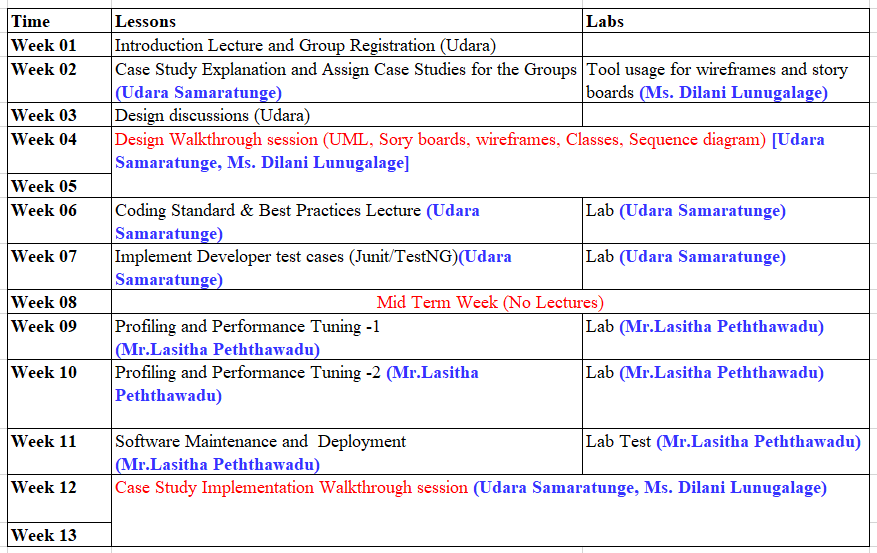 Time Lessons Labs
Week 01 Introduction Lecture and Group Registration (Udara)
Week 02 Case Study Explanation and Assign Case Studies for the Groups Tool usage for wireframes and story
(Udara Samaratunge) boards (Ms. Dilani Lunugalage)
Week 03 Design discussions (Udara)
Week 04 Design Walkthrough session (UML, Sory boards, wireframes, Classes, Sequence diagram) [Udara
Samaratunge, Ms. Dilani Lunugalage]
Week 05
Week 06 Coding Standard & Best Practices Lecture (Udara Lab (Udara Samaratunge)
Samaratunge)
Week 07 Implement Developer test cases (Junit/TestNG)(Udara Lab (Udara Samaratunge)
Samaratunge)
Week 08 Mid Term Week (No Lectures)
Week 09 Profiling and Performance Tuning -1 Lab (Mr.Lasitha Peththawadu)
(Mr.Lasitha Peththawadu)
Week 10 Profiling and Performance Tuning -2 (Mr.Lasitha Lab (Mr.Lasitha Peththawadu)
Peththawadu)
Week 11 Software Maintenance and  Deployment Lab Test (Mr.Lasitha Peththawadu)
(Mr.Lasitha Peththawadu)
Week 12 Case Study Implementation Walkthrough session (Udara Samaratunge, Ms. Dilani Lunugalage)
Week 13